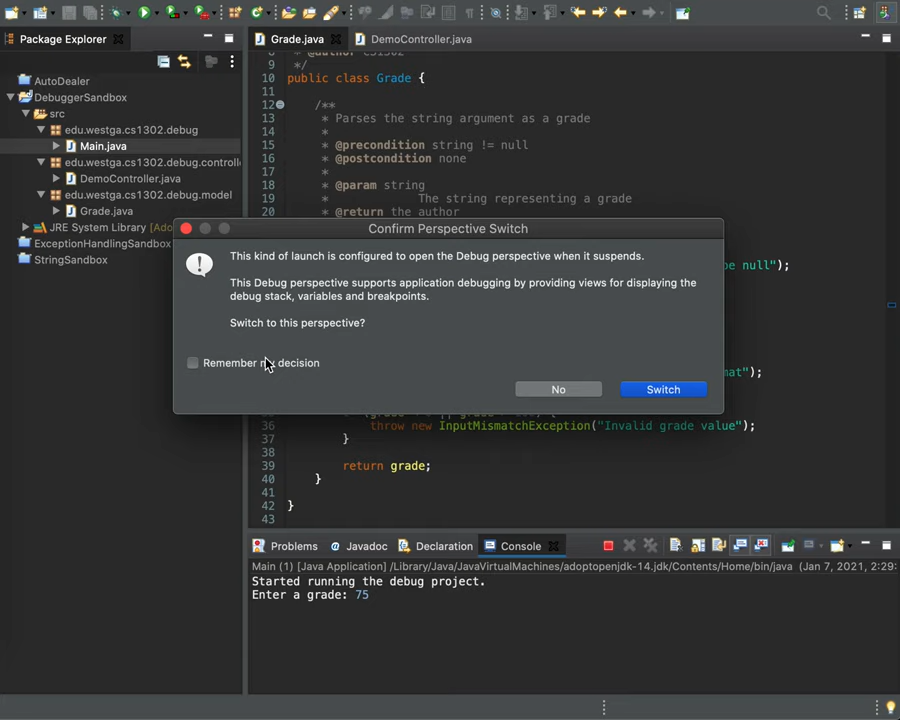 Package Explorer
Grade.java
DemoController.java
AutoDealer
DebuggerSandbox
src
edu.westga.cs1302.debug
Main.java
edu.westga.cs1302.debug.controll
DemoController.java
edu.westga.cs1302.debug.model
Grade.java
JRE System Library [Ado
ExceptionHandlingSandbox
StringSandbox
9 */
10 public class Grade {
11
12 /**
13 * Parses the string argument as a grade
14 *
15 * @precondition string != null
16 * @postcondition none
17 *
18 * @param string
19 * The string representing a grade
20 * @return the author
be null");
mat");
36 throw new InputMismatchException("Invalid grade value");
37 }
38
39 return grade;
40 }
41
42 }
43
Confirm Perspective Switch
This kind of launch is configured to open the Debug perspective when it suspends.
This Debug perspective supports application debugging by providing views for displaying the
debug stack, variables and breakpoints.
Switch to this perspective?
Remember my decision
No
Switch
Problems
Javadoc
Declaration
Console
Main (1) [Java Application] /Library/Java/JavaVirtualMachines/adoptopenjdk-14.jdk/Contents/Home/bin/java (Jan 7, 2021, 2:29:
Started running the debug project.
Enter a grade: 75